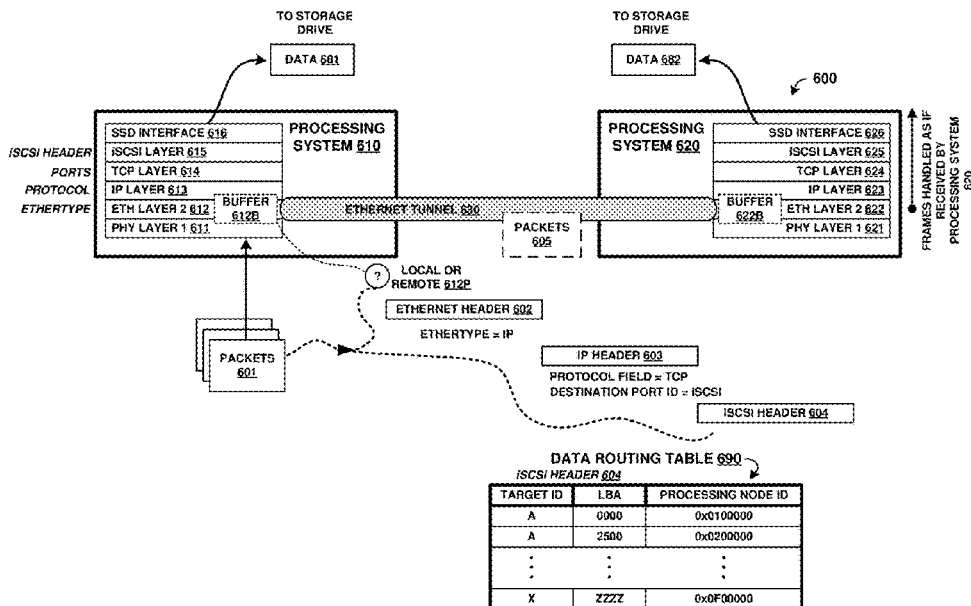 TO STORAGE
DRIVE
DATA 681
TO STORAGE
DRIVE
DATA 682
600
SSD INTERFACE 616
iSCSI LAYER 615
TCP LAYER 614
IP LAYER 613
ETH LAYER 2 612
PHY LAYER 1 611
BUFFER
612B
PROCESSING
SYSTEM 610
iSCSI HEADER
PORTS
PROTOCOL
ETHERTYPE
ETHERNET TUNNEL 630
PACKETS
605
PROCESSING
SYSTEM 620
SSD INTERFACE 626
iSCSI LAYER 625
TCP LAYER 624
IP LAYER 623
ETH LAYER 2 622
PHY LAYER 1 621
BUFFER
622B
FRAMES HANDLED AS IF
RECEIVED BY
PROCESSING SYSTEM
620
?
LOCAL OR
REMOTE 612P
ETHERNET HEADER 602
ETHERTYPE = IP
PACKETS
601
IP HEADER 603
PROTOCOL FIELD = TCP
DESTINATION PORT ID = iSCSI
iSCSI HEADER 604
DATA ROUTING TABLE 690
iSCSI HEADER 604
TARGET ID LBA PROCESSING NODE ID
A 0000 0x0100000
A 2500 0x0200000
X ZZZZ 0x0F00000